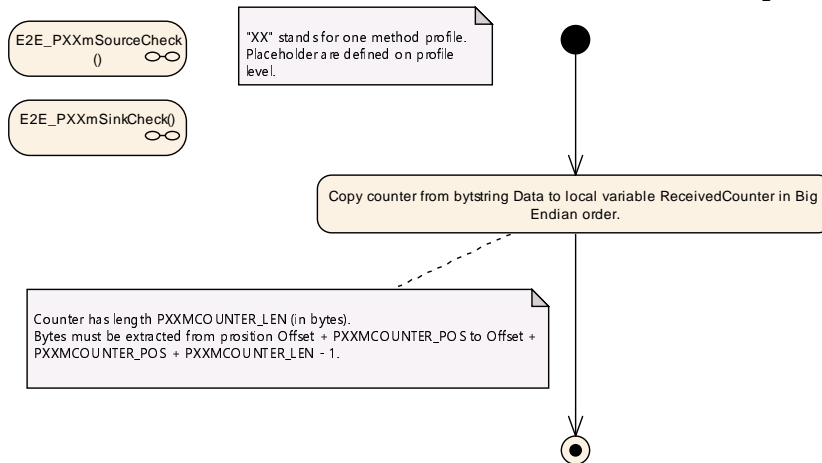 E2E_PXXmSourceCheck
()
"XX" stands for one method profile.
Placeholder are defined on profile
level.
E2E_PXXmSinkCheck()
Copy counter from bytstring Data to local variable ReceivedCounter in Big
Endian order.
Counter has length PXXMCOUNTER_LEN (in bytes).
Bytes must be extracted from prosition Offset + PXXMCOUNTER_POS to Offset +
PXXMCOUNTER_POS + PXXMCOUNTER_LEN - 1.